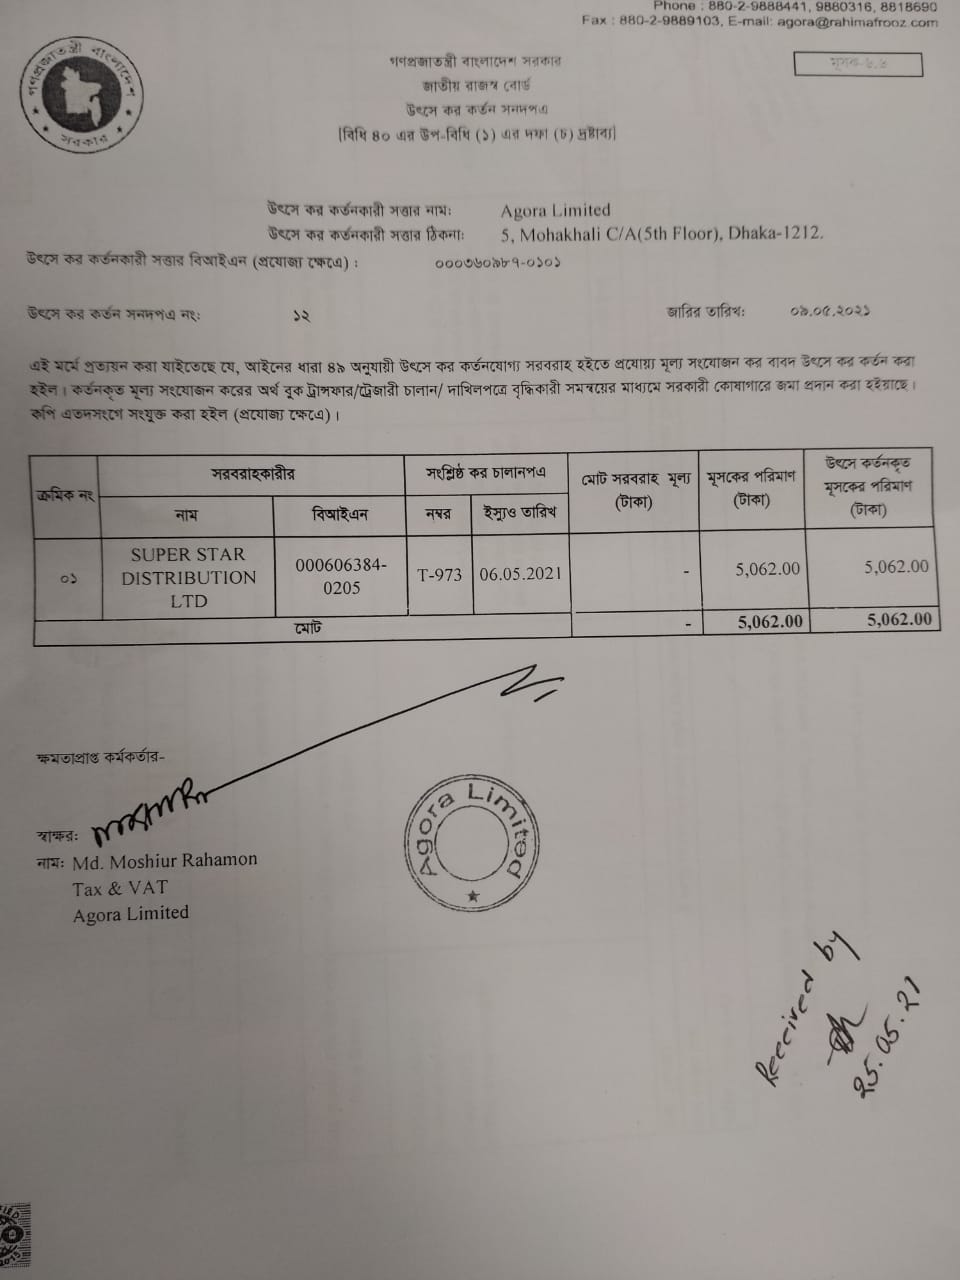 Phone : 880-2-9888441, 9880316, 8818690
Fax : 880-2-9889103, E-mail: agora@rahimafrooz.com
গণপ্রজাতন্ত্রী বাংলাদেশ
সরকার
গণপ্রজাতন্ত্রী বাংলাদেশ সরকার
মূসক-৬.৬
জাতীয় রাজস্ব বোর্ড
উৎসে কর কর্তন সনদপত্র
[বিধি ৪০ এর উপ-বিধি (১) এর দফা (চ) দ্রষ্টব্য]
উৎসে কর কর্তনকারী সত্তার নাম: Agora Limited
উৎসে কর কর্তনকারী সত্তার ঠিকনা: 5, Mohakhali C/A(5th Floor), Dhaka-1212.
উৎসে কর কর্তনকারী সত্তার বিআইএন (প্রযোজ্য ক্ষেত্রে) : ০০০৩৬০৯৮৭-০১০১
উৎসে কর কর্তন সনদপত্র নং: ১২ জারির তারিখ: ০৯.০৫.২০২১
এই মর্মে প্রত্যয়ন করা যাইতেছে যে, আইনের ধারা ৪৯ অনুযায়ী উৎসে কর কর্তনযোগ্য সরবরাহ হইতে প্রযোজ্য মূল্য সংযোজন কর বাবদ উৎসে কর কর্তন করা
হইল। কর্তনকৃত মূল্য সংযোজন করের অর্থ বুক ট্রান্সফার/ট্রেজারী চালান/ দাখিলপত্রে বৃদ্ধিকারী সমন্বয়ের মাধ্যমে সরকারী কোষাগারে জমা প্রদান করা হইয়াছে।
কপি এতদসংগে সংযুক্ত করা হইল (প্রযোজ্য ক্ষেত্রে)।
ক্রমিক নং সরবরাহকারীর সংশ্লিষ্ঠ কর চালানপত্র মোট সরবরাহ মূল্য (টাকা) মূসকের পরিমাণ (টাকা) উৎসে কর্তনকৃত মূসকের পরিমাণ (টাকা)
নাম বিআইএন নম্বর ইস্যুও তারিখ
০১ SUPER STAR DISTRIBUTION LTD 000606384-0205 T-973 06.05.2021 - 5,062.00 5,062.00
মোট - 5,062.00 5,062.00
ক্ষমতাপ্রাপ্ত কর্মকর্তার-
স্বাক্ষর:
নাম: Md. Moshiur Rahamon
Tax & VAT
Agora Limited
Agora Limited
Received by
25.05.21